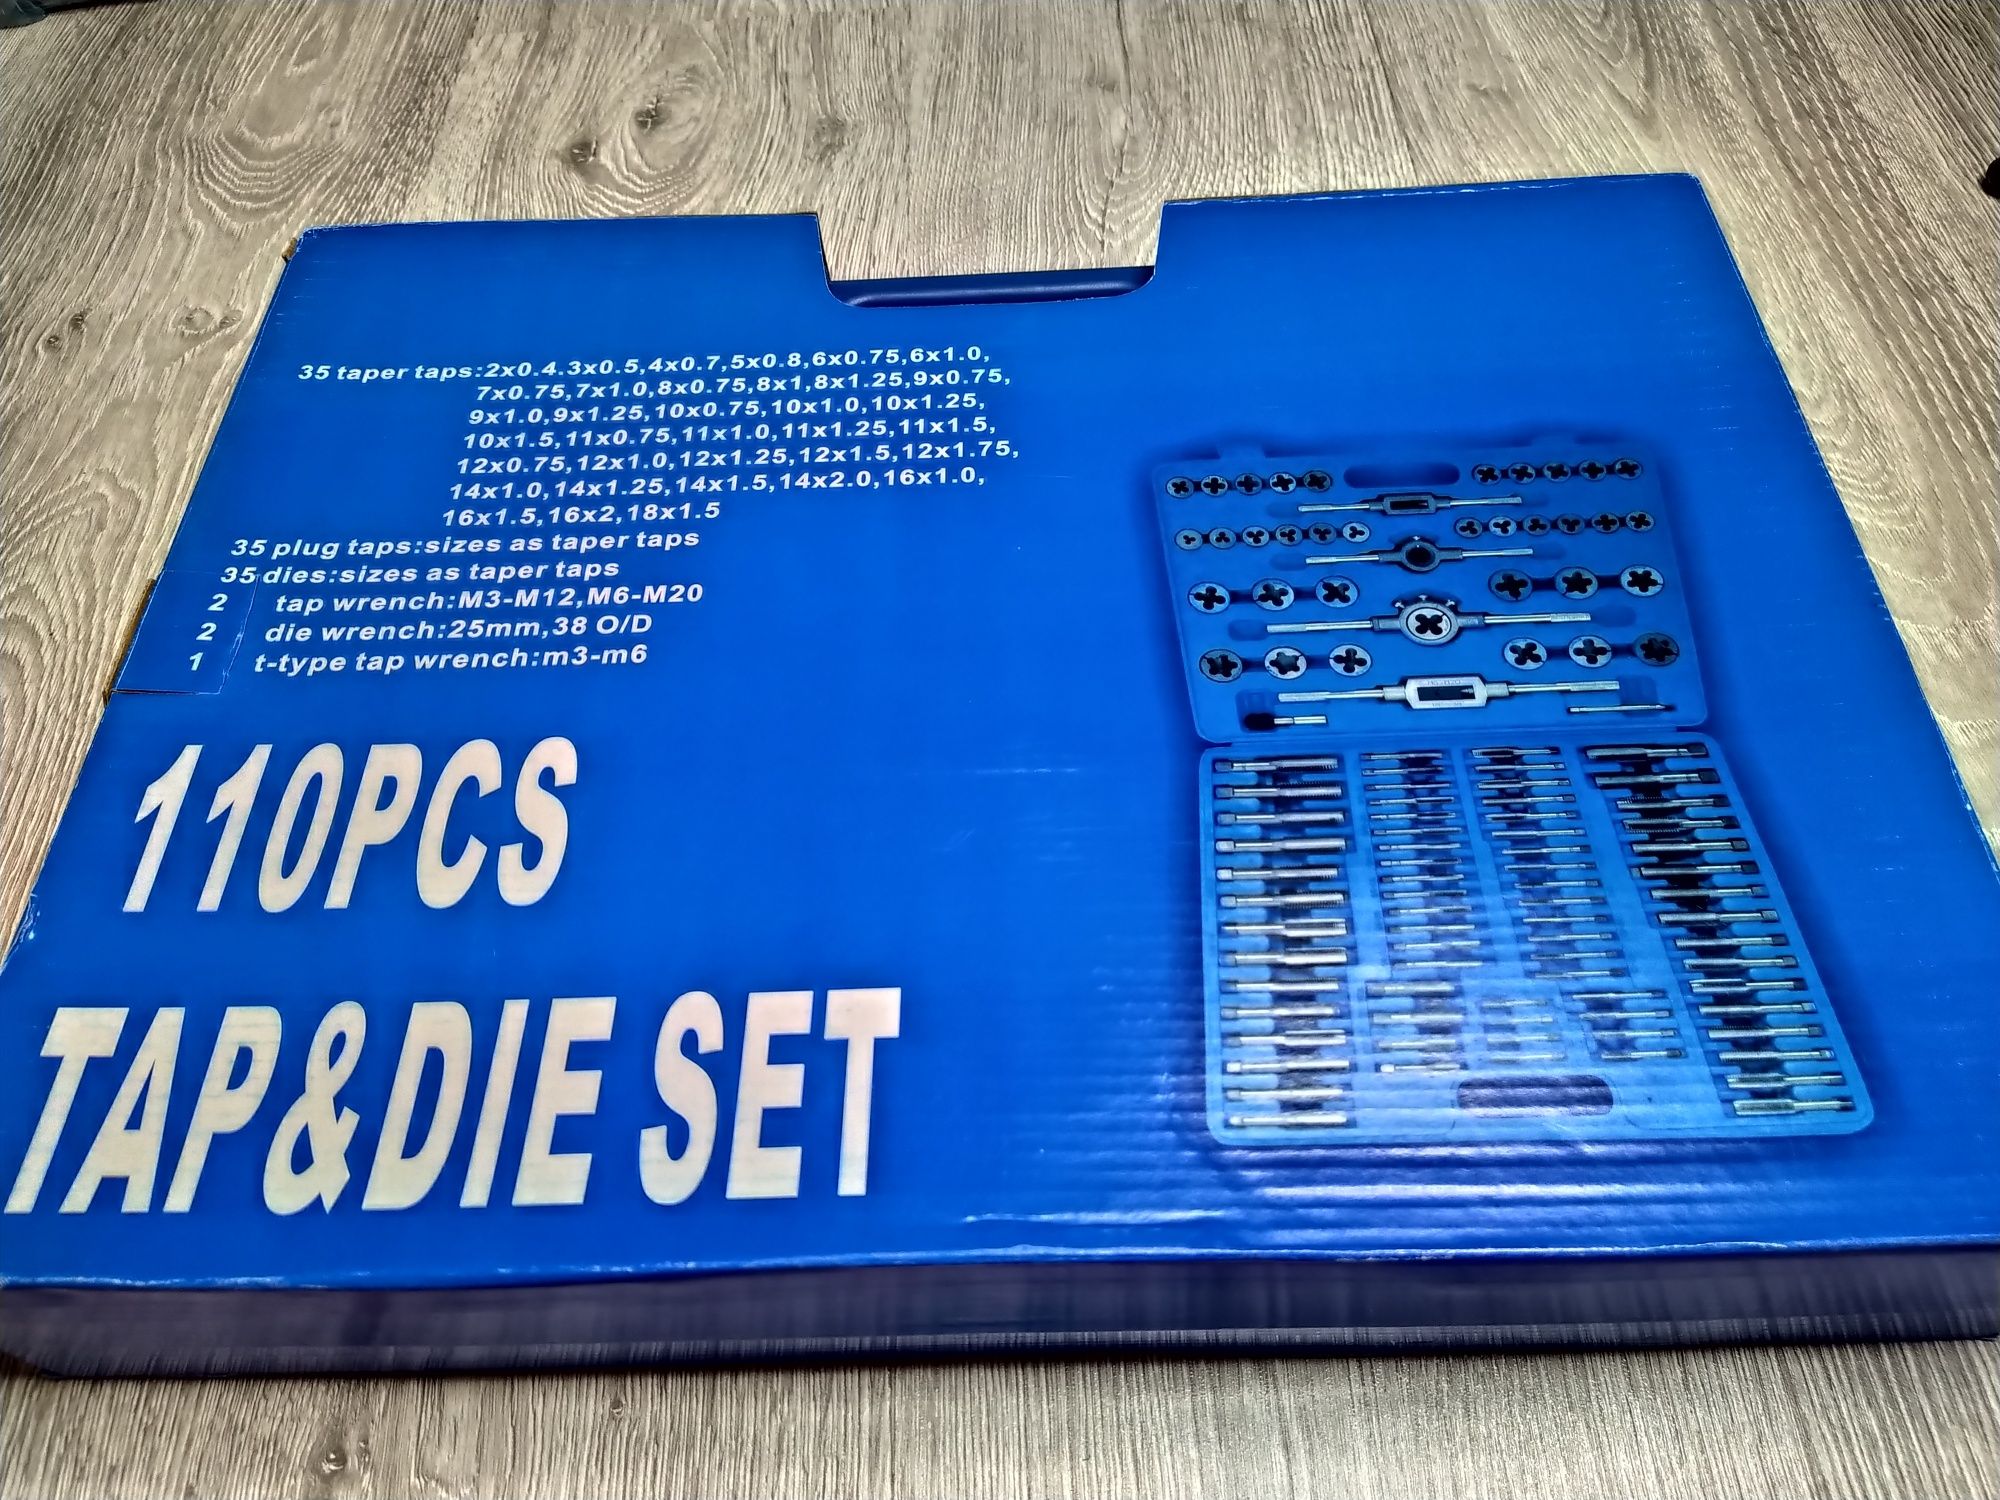 35 taper taps:2x0.4.3x0.5,4x0.7,5x0.8,6x0.75,6x1.0,
7x0.75,7x1.0,8x0.75,8x1,8x1.25,9x0.75,
9x1.0,9x1.25,10x0.75,10x1.0,10x1.25,
10x1.5,11x0.75,11x1.0,11x1.25,11x1.5,
12x0.75,12x1.0,12x1.25,12x1.5,12x1.75,
14x1.0,14x1.25,14x1.5,14x2.0,16x1.0,
16x1.5,16x2,18x1.5
35 plug taps:sizes as taper taps
35 dies:sizes as taper taps
2 tap wrench:M3-M12,M6-M20
2 die wrench:25mm,38 O/D
1 t-type tap wrench:m3-m6
110PCS
TAP&DIE SET